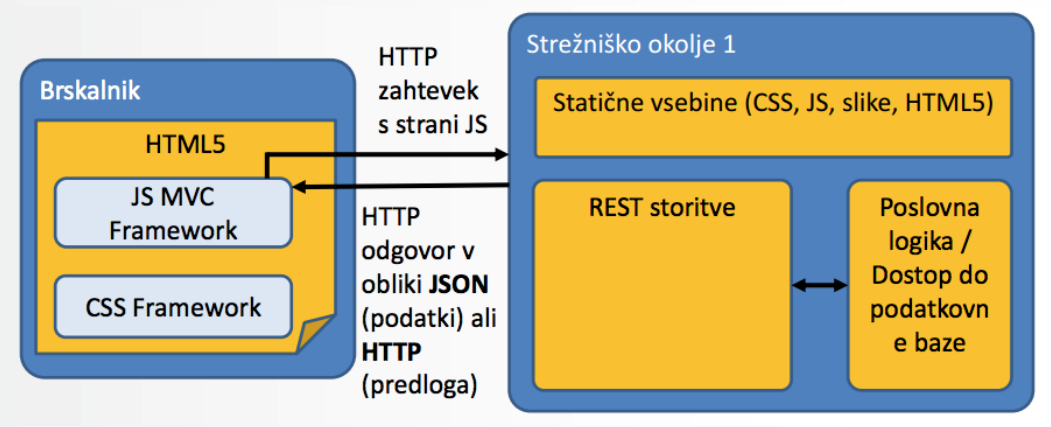 Brskalnik
HTML5
JS MVC
Framework
CSS Framework
HTTP
zahtevek
s strani JS
HTTP
odgovor v
obliki JSON
(podatki) ali
HTTP
(predloga)
Strežniško okolje 1
Statične vsebine (CSS, JS, slike, HTML5)
REST storitve
Poslovna
logika /
Dostop do
podatkovn
e baze